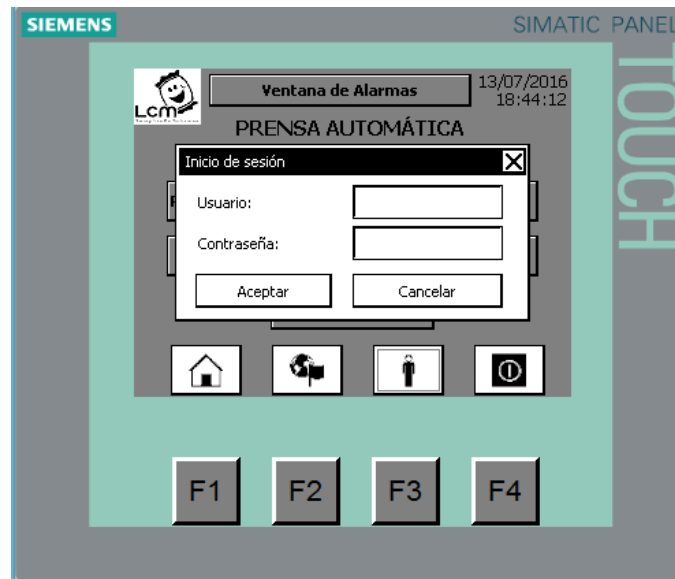 SIEMENS
SIMATIC PANEL
TOUCH
Lcm
Ventana de Alarmas
13/07/2016
18:44:12
PRENSA AUTOMÁTICA
Inicio de sesión
Usuario:
Contraseña:
Aceptar
Cancelar
F1
F2
F3
F4